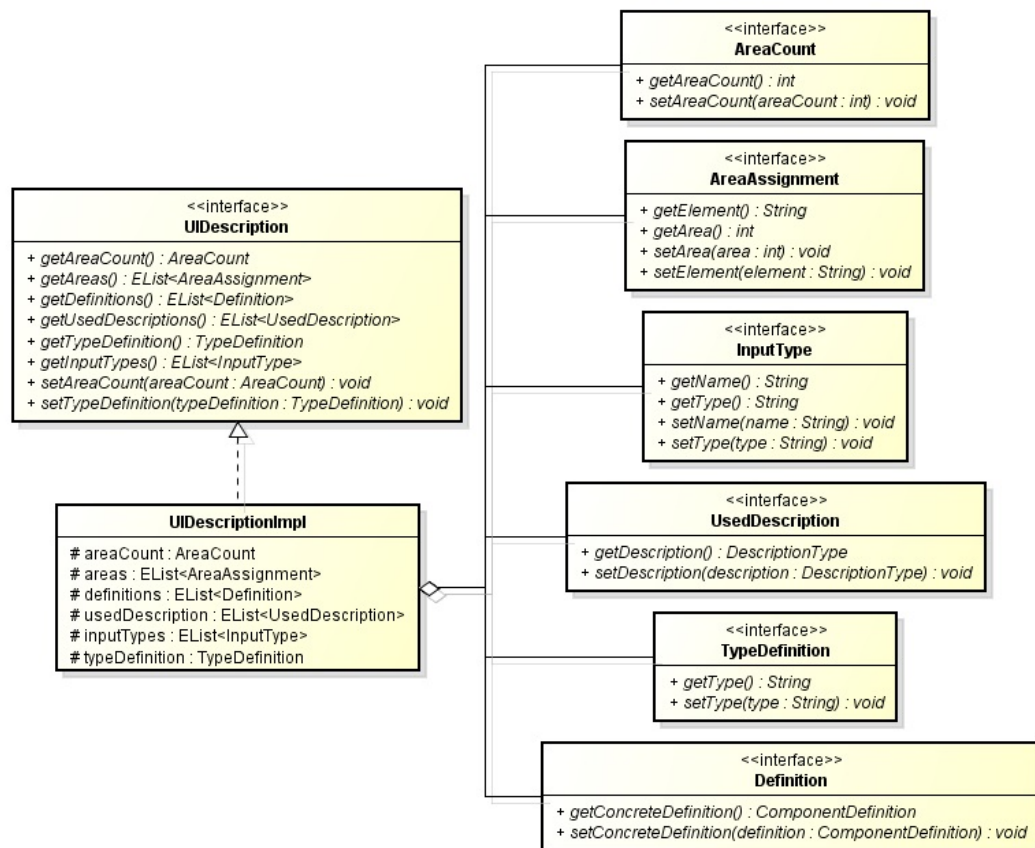 <<interface>>
AreaCount
+ getAreaCount() : int
+ setAreaCount(areaCount : int) : void
<<interface>>
AreaAssignment
+ getElement() : String
+ getArea() : int
+ setArea(area : int) : void
+ setElement(element : String) : void
<<interface>>
UIDescription
+ getAreaCount() : AreaCount
+ getAreas() : EList<AreaAssignment>
+ getDefinitions() : EList<Definition>
+ getUsedDescriptions() : EList<UsedDescription>
+ getTypeDefinition() : TypeDefinition
+ getInputTypes() : EList<InputType>
+ setAreaCount(areaCount : AreaCount) : void
+ setTypeDefinition(typeDefinition : TypeDefinition) : void
<<interface>>
InputType
+ getName() : String
+ getType() : String
+ setName(name : String) : void
+ setType(type : String) : void
UIDescriptionImpl
# areaCount : AreaCount
# areas : EList<AreaAssignment>
# definitions : EList<Definition>
# usedDescription : EList<UsedDescription>
# inputTypes : EList<InputType>
# typeDefinition : TypeDefinition
<<interface>>
UsedDescription
+ getDescription() : DescriptionType
+ setDescription(description : DescriptionType) : void
<<interface>>
TypeDefinition
+ getType() : String
+ setType(type : String) : void
<<interface>>
Definition
+ getConcreteDefinition() : ComponentDefinition
+ setConcreteDefinition(definition : ComponentDefinition) : void